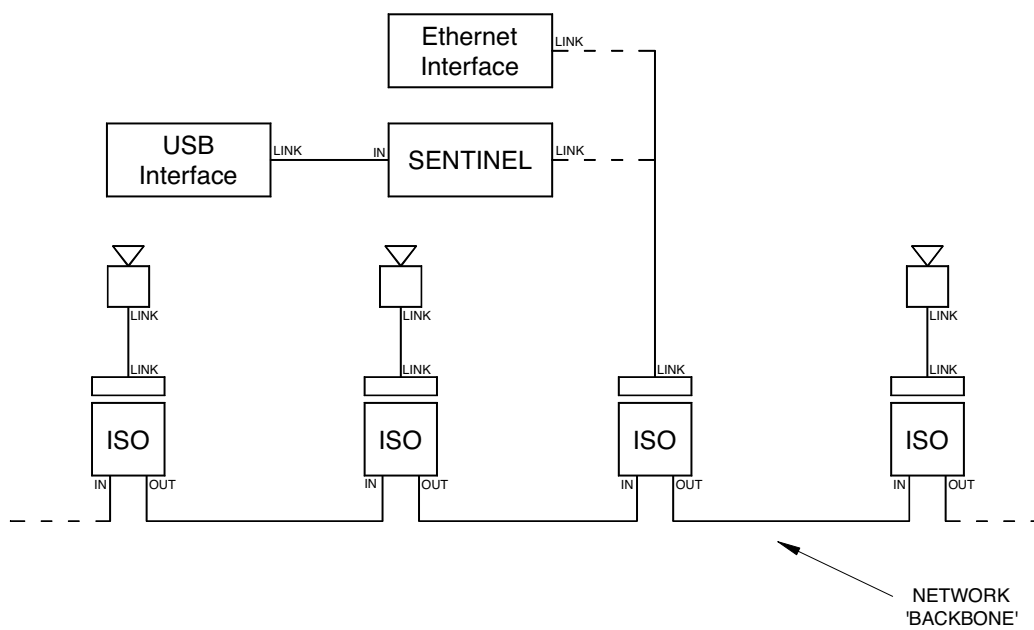 Ethernet
Interface
LINK
USB
Interface
LINK
IN
SENTINEL
LINK
LINK
LINK
LINK
LINK
LINK
LINK
LINK
ISO
ISO
ISO
ISO
IN
OUT
IN
OUT
IN
OUT
IN
OUT
NETWORK
'BACKBONE'